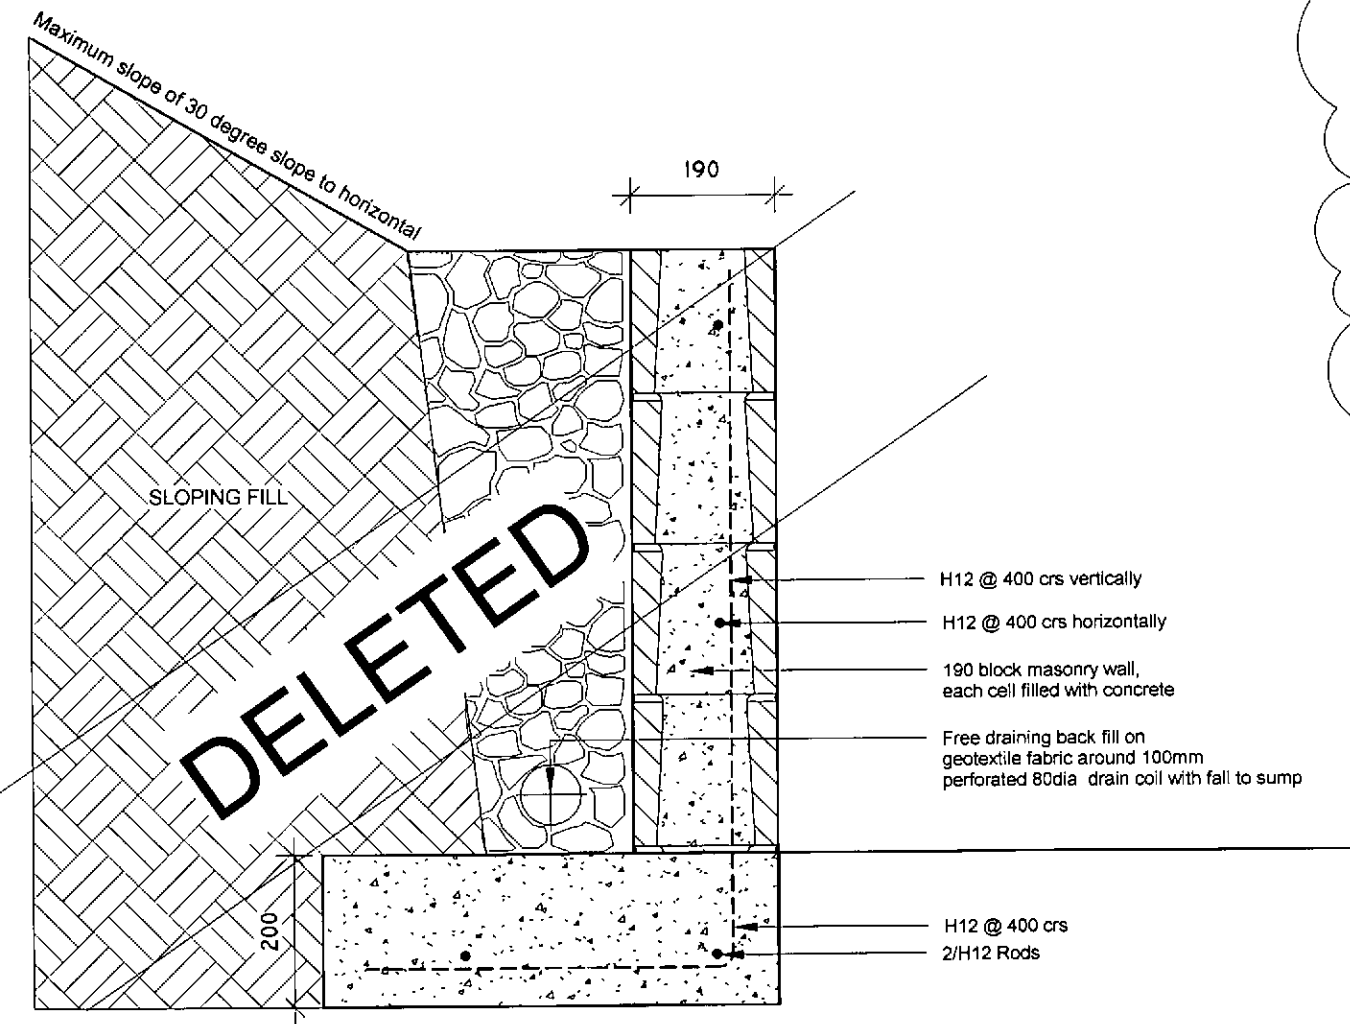 Maximum slope of 30 degree slope to horizontal
190
SLOPING FILL
DELETED
H12 @ 400 crs vertically
H12 @ 400 crs horizontally
190 block masonry wall,
each cell filled with concrete
Free draining back fill on
geotextile fabric around 100mm
perforated 80dia drain coil with fall to sump
200
H12 @ 400 crs
2/H12 Rods